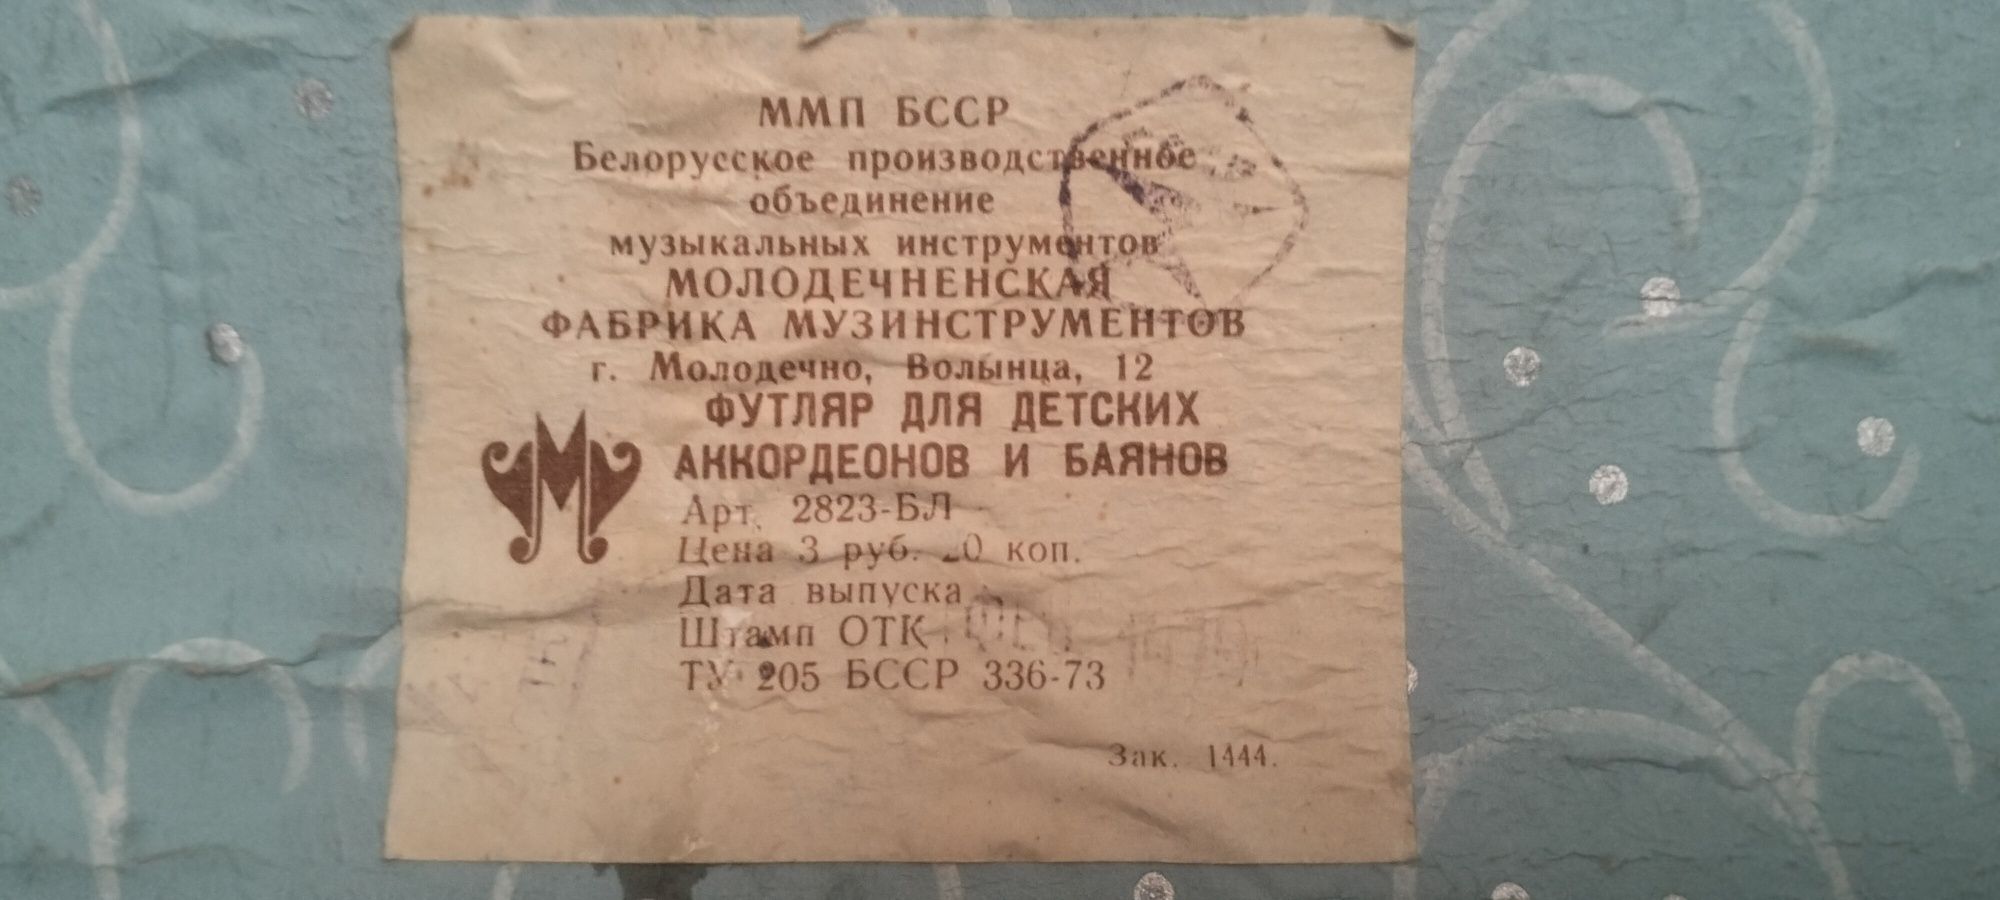 ММП БССР
Белорусское производственное
объединение
музыкальных инструментов
МОЛОДЕЧНЕНСКАЯ
ФАБРИКА МУЗИНСТРУМЕНТОВ
г. Молодечно, Волынца, 12
ФУТЛЯР ДЛЯ ДЕТСКИХ
АККОРДЕОНОВ И БАЯНОВ
Арт. 2823-БЛ
Цена 3 руб. коп.
Дата выпуска
Штамп ОТК
ТУ 205 БССР 336-73
Зак. 1444.